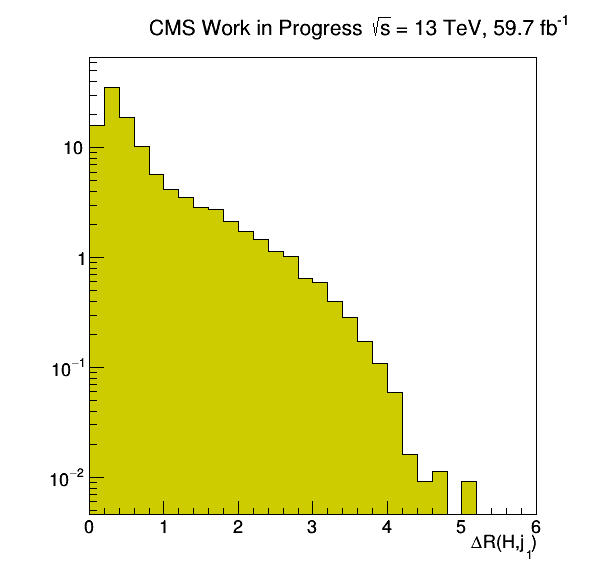 CMS Work in Progress √s = 13 TeV, 59.7 fb⁻¹
10
1
10⁻¹
10⁻²
0 1 2 3 4 5 6
ΔR(H,j₁)